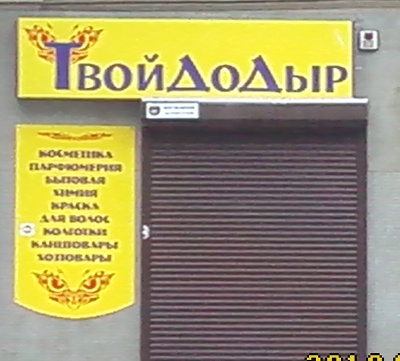 ТвойДоДыр
КОСМЕТИКА
ПАРФЮМЕРИЯ
БЫТОВАЯ
ХИМИЯ
КРАСКА
ДЛЯ ВОЛОС
КОЛГОТКИ
КАНЦТОВАРЫ
ХОЗТОВАРЫ